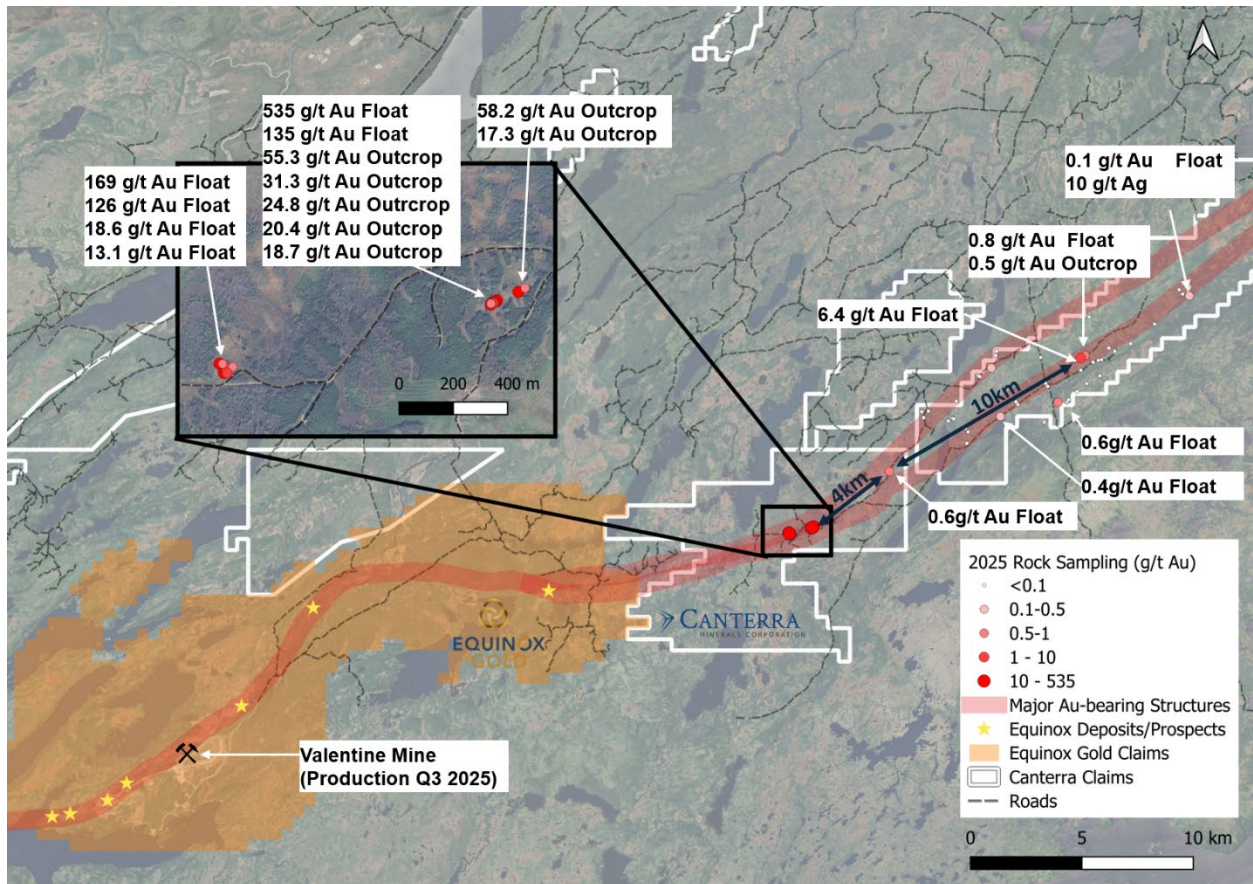 535 g/t Au Float
135 g/t Au Float
55.3 g/t Au Outcrop
31.3 g/t Au Outcrop
24.8 g/t Au Outrcrop
20.4 g/t Au Outcrop
18.7 g/t Au Outcrop
58.2 g/t Au Outcrop
17.3 g/t Au Outcrop
169 g/t Au Float
126 g/t Au Float
18.6 g/t Au Float
13.1 g/t Au Float
0.1 g/t Au Float
10 g/t Ag
0.8 g/t Au Float
0.5 g/t Au Outcrop
6.4 g/t Au Float
0 200 400 m
10km
4km
0.6g/t Au Float
0.4g/t Au Float
0.6g/t Au Float
EQUINOX
GOLD
CANTERRA
MINERALS CORPORATION
Valentine Mine
(Production Q3 2025)
2025 Rock Sampling (g/t Au)
<0.1
0.1-0.5
0.5-1
1 - 10
10 - 535
Major Au-bearing Structures
Equinox Deposits/Prospects
Equinox Gold Claims
Canterra Claims
Roads
0 5 10 km